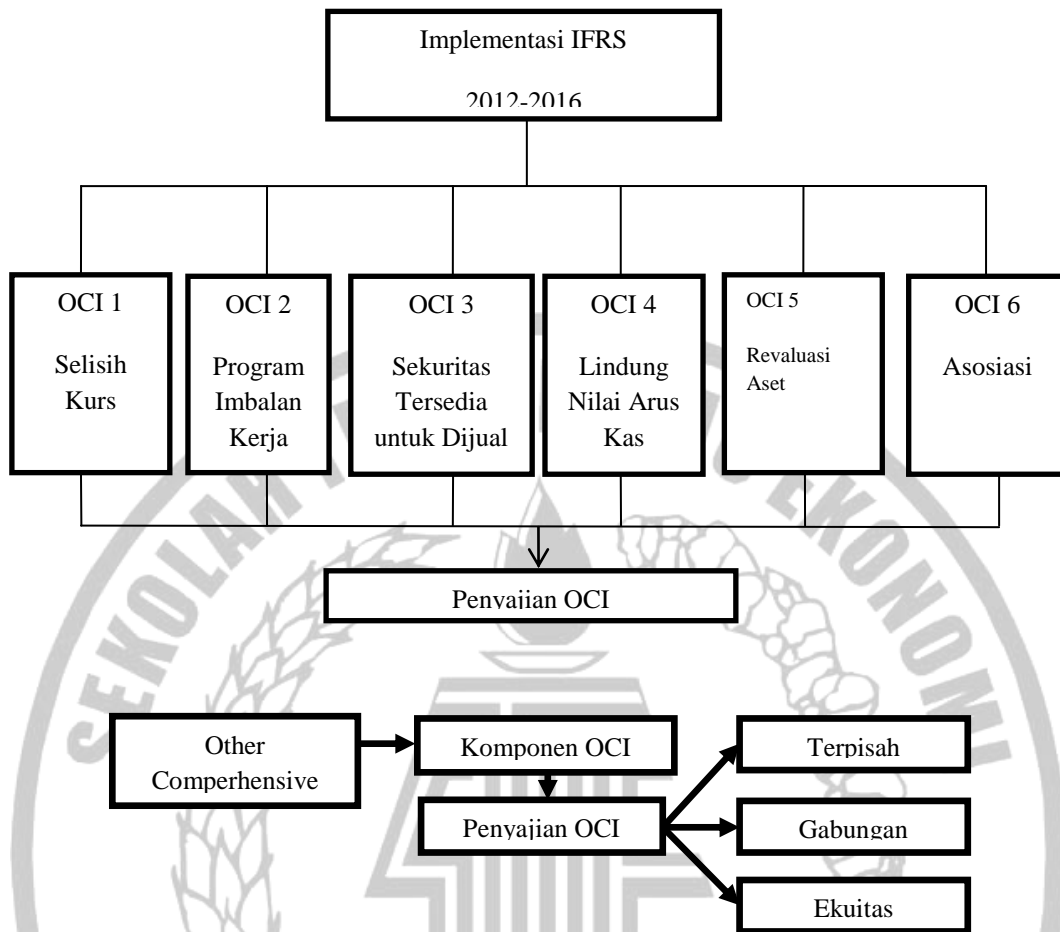 Implementasi IFRS
2012-2016
OCI 1
Selisih
Kurs
OCI 2
Program
Imbalan
Kerja
OCI 3
Sekuritas
Tersedia
untuk Dijual
OCI 4
Lindung
Nilai Arus
Kas
OCI 5
Revaluasi
Aset
OCI 6
Asosiasi
Penyajian OCI
Other
Comperhensive
Komponen OCI
Penyajian OCI
Terpisah
Gabungan
Ekuitas
SEKOLAH
EKONOMI